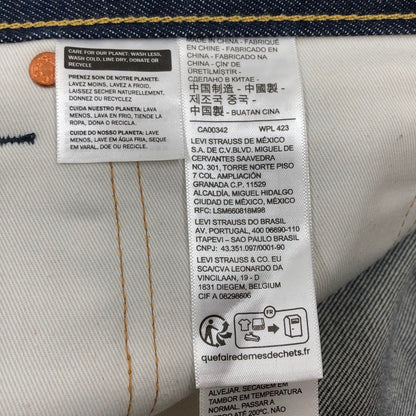 CARE FOR OUR PLANET: WASH LESS,
WASH COLD, LINE DRY, DONATE OR
RECYCLE
PRENEZ SOIN DE NOTRE PLANETE:
LAVEZ MOINS, LAVEZ A FROID,
LAISSEZ SECHER NATURELLEMENT,
DONNEZ OU RECYCLEZ
CUIDA NUESTRO PLANETA: LAVA
MENOS, LAVA EN FRIO, TIENDE LA
ROPA, DONA O RECICLA
CUIDE DO NOSSO PLANETA: LAVE
MENOS, LAVE EM ÁGUA FRIA, SEQUE
EM VARAL, DOE OU RECICLE.
MADE IN CHINA - FABRIQUÉ
EN CHINE - FABRICADO EN
CHINA - FABRICADO NA
CHINA - ÇİN' DE
ÜRETİLMİŞTİR -
СДЕЛАНО В КИТАЕ -
中国制造 - 中國製 -
제조국 중국 -
中国製 - BUATAN CINA
CA00342 WPL 423
LEVI STRAUSS DE MÉXICO
S.A. DE C.V.BLVD. MIGUEL DE
CERVANTES SAAVEDRA
NO. 301, TORRE NORTE PISO
7 COL. AMPLIACIÓN
GRANADA C.P. 11529
ALCALDÍA. MIGUEL HIDALGO
CIUDAD DE MÉXICO, MÉXICO
RFC: LSM660818M98
LEVI STRAUSS DO BRASIL
AV. PORTUGAL, 400 06690-110
ITAPEVI – SAO PAULO BRASIL
CNPJ: 43.351.097/0001-90
LEVI STRAUSS & CO. EU
SCA/CVA LEONARDO DA
VINCILAAN, 19 - D
1831 DIEGEM, BELGIUM
CIF A 08298606
FR
quefairedemesdechets.fr
ALVEJAR, SECAGEM EM
TAMBOR EM TEMPERATURA
NORMAL, PASSAR A